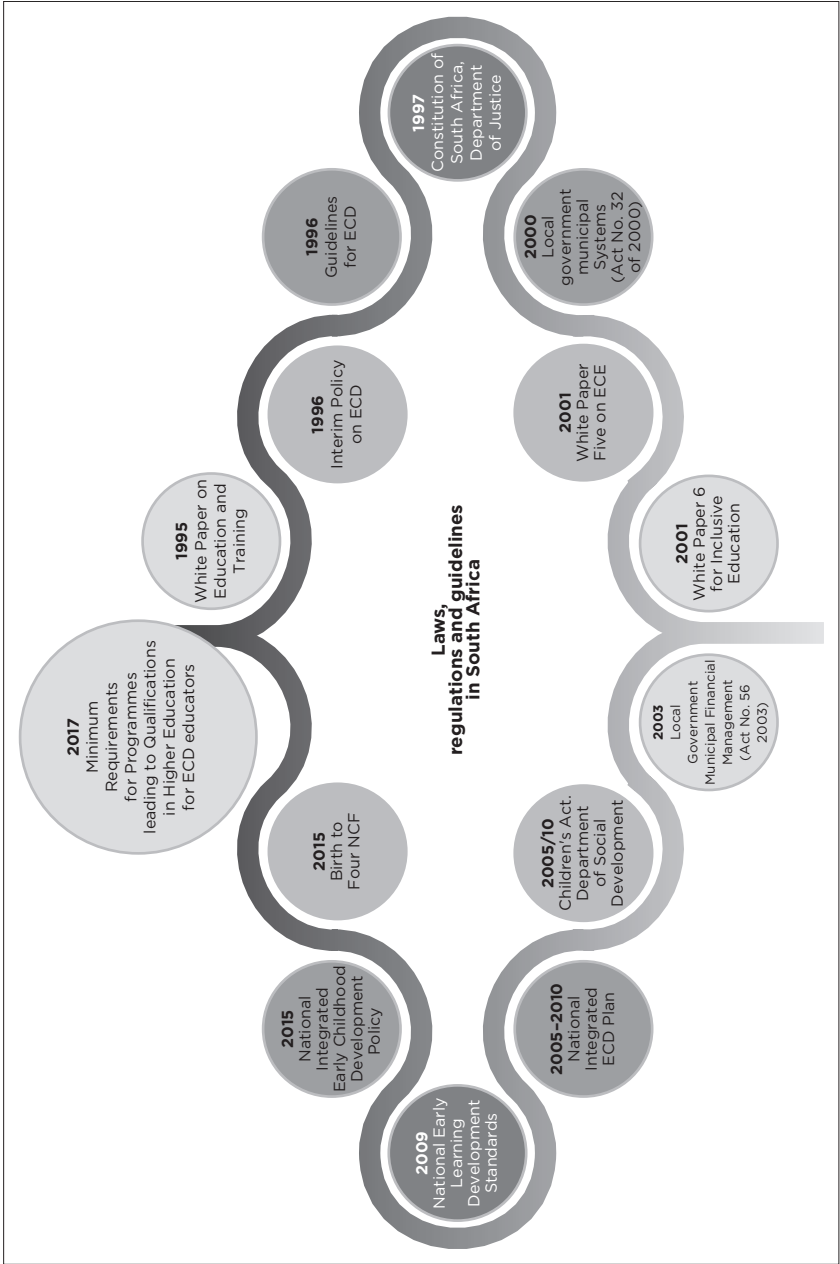 2017
Minimum
Requirements
for Programmes
leading to Qualifications
in Higher Education
for ECD educators
1995
White Paper on
Education and
Training
1996
Interim Policy
on ECD
1996
Guidelines
for ECD
1997
Constitution of
South Africa,
Department
of Justice
2000
Local
government
municipal
Systems
(Act No. 32
of 2000)
2001
White Paper
Five on ECE
2001
White Paper 6
for Inclusive
Education
2003
Local
Government
Municipal Financial
Management
(Act No. 56
2003)
2005/10
Children's Act.
Department
of Social
Development
2005–2010
National
Integrated
ECD Plan
2009
National Early
Learning
Development
Standards
2015
National
Integrated
Early Childhood
Development
Policy
2015
Birth to
Four NCF
Laws,
regulations and guidelines
in South Africa